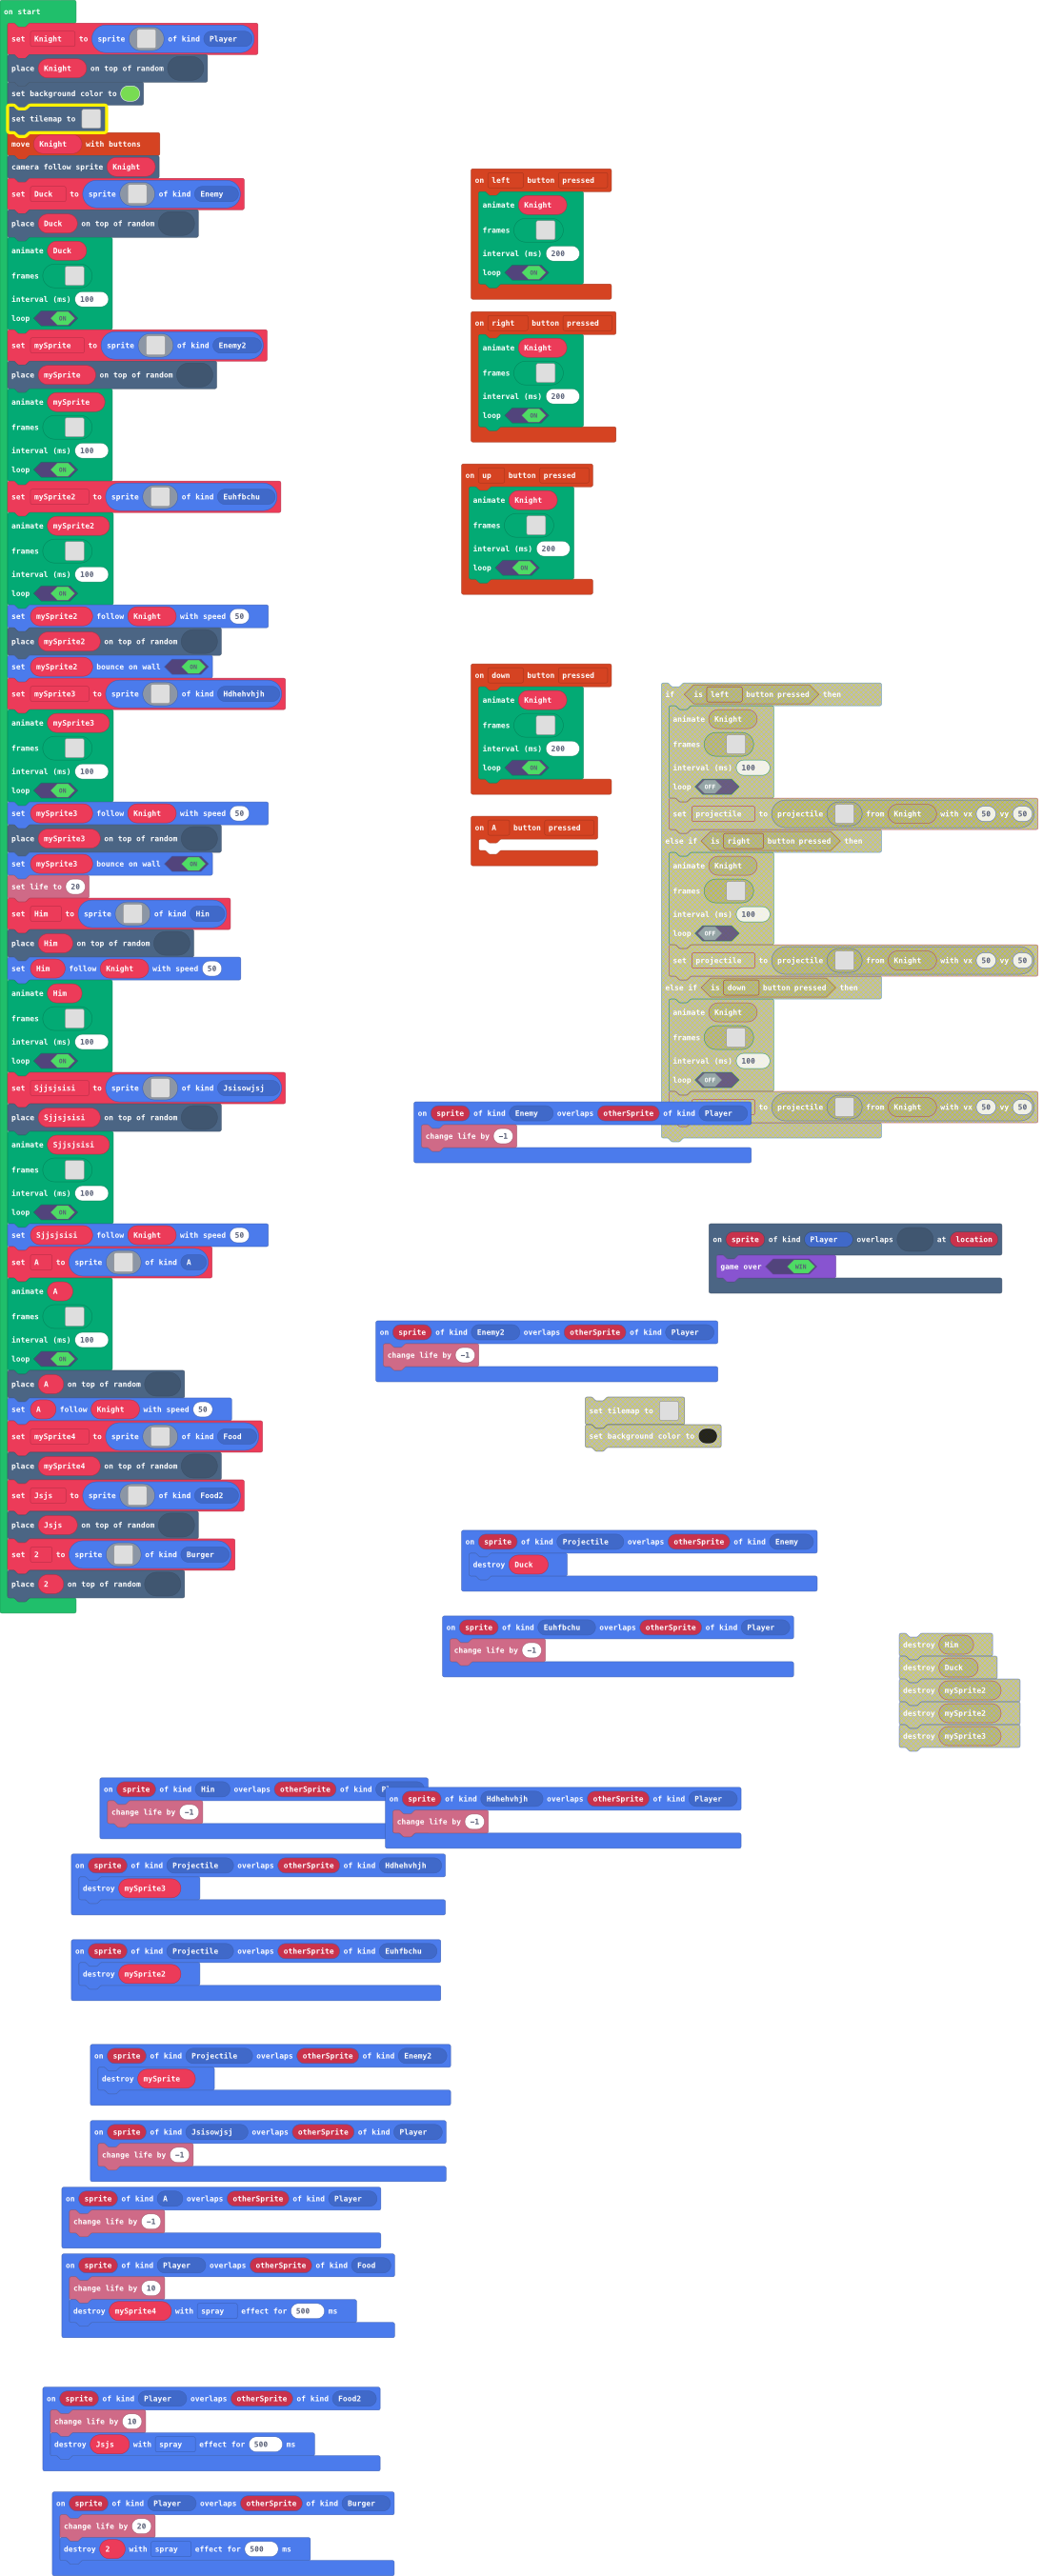 on start
set Knight to sprite of kind Player
place Knight on top of random
set background color to
set tilemap to
move Knight with buttons
camera follow sprite Knight
set Duck to sprite of kind Enemy
place Duck on top of random
animate Duck
frames
interval (ms) 100
loop ON
set mySprite to sprite of kind Enemy2
place mySprite on top of random
animate mySprite
frames
interval (ms) 100
loop ON
set mySprite2 to sprite of kind Euhfbchu
animate mySprite2
frames
interval (ms) 100
loop ON
set mySprite2 follow Knight with speed 50
place mySprite2 on top of random
set mySprite2 bounce on wall ON
set mySprite3 to sprite of kind Hdhehvhjh
animate mySprite3
frames
interval (ms) 100
loop ON
set mySprite3 follow Knight with speed 50
place mySprite3 on top of random
set mySprite3 bounce on wall ON
set life to 20
set Him to sprite of kind Hin
place Him on top of random
set Him follow Knight with speed 50
animate Him
frames
interval (ms) 100
loop ON
set Sjjsjsisi to sprite of kind Jsisowjsj
place Sjjsjsisi on top of random
animate Sjjsjsisi
frames
interval (ms) 100
loop ON
set Sjjsjsisi follow Knight with speed 50
set A to sprite of kind A
animate A
frames
interval (ms) 100
loop ON
place A on top of random
set A follow Knight with speed 50
set mySprite4 to sprite of kind Food
place mySprite4 on top of random
set Jsjs to sprite of kind Food2
place Jsjs on top of random
set 2 to sprite of kind Burger
place 2 on top of random
on left button pressed
animate Knight
frames
interval (ms) 200
loop ON
on right button pressed
animate Knight
frames
interval (ms) 200
loop ON
on up button pressed
animate Knight
frames
interval (ms) 200
loop ON
on down button pressed
animate Knight
frames
interval (ms) 200
loop ON
on A button pressed
if is left button pressed then
animate Knight
frames
interval (ms) 100
loop OFF
set projectile to projectile from Knight with vx 50 vy 50
else if is right button pressed then
animate Knight
frames
interval (ms) 100
loop OFF
set projectile to projectile from Knight with vx 50 vy 50
else if is down button pressed then
animate Knight
frames
interval (ms) 100
loop OFF
to projectile from Knight with vx 50 vy 50
on sprite of kind Enemy overlaps otherSprite of kind Player
change life by -1
on sprite of kind Player overlaps at location
game over WIN
on sprite of kind Enemy2 overlaps otherSprite of kind Player
change life by -1
set tilemap to
set background color to
on sprite of kind Projectile overlaps otherSprite of kind Enemy
destroy Duck
on sprite of kind Euhfbchu overlaps otherSprite of kind Player
change life by -1
destroy Him
destroy Duck
destroy mySprite2
destroy mySprite2
destroy mySprite3
on sprite of kind Hin overlaps otherSprite of kind
change life by -1
on sprite of kind Hdhehvhjh overlaps otherSprite of kind Player
change life by -1
on sprite of kind Projectile overlaps otherSprite of kind Hdhehvhjh
destroy mySprite3
on sprite of kind Projectile overlaps otherSprite of kind Euhfbchu
destroy mySprite2
on sprite of kind Projectile overlaps otherSprite of kind Enemy2
destroy mySprite
on sprite of kind Jsisowjsj overlaps otherSprite of kind Player
change life by -1
on sprite of kind A overlaps otherSprite of kind Player
change life by -1
on sprite of kind Player overlaps otherSprite of kind Food
change life by 10
destroy mySprite4 with spray effect for 500 ms
on sprite of kind Player overlaps otherSprite of kind Food2
change life by 10
destroy Jsjs with spray effect for 500 ms
on sprite of kind Player overlaps otherSprite of kind Burger
change life by 20
destroy 2 with spray effect for 500 ms